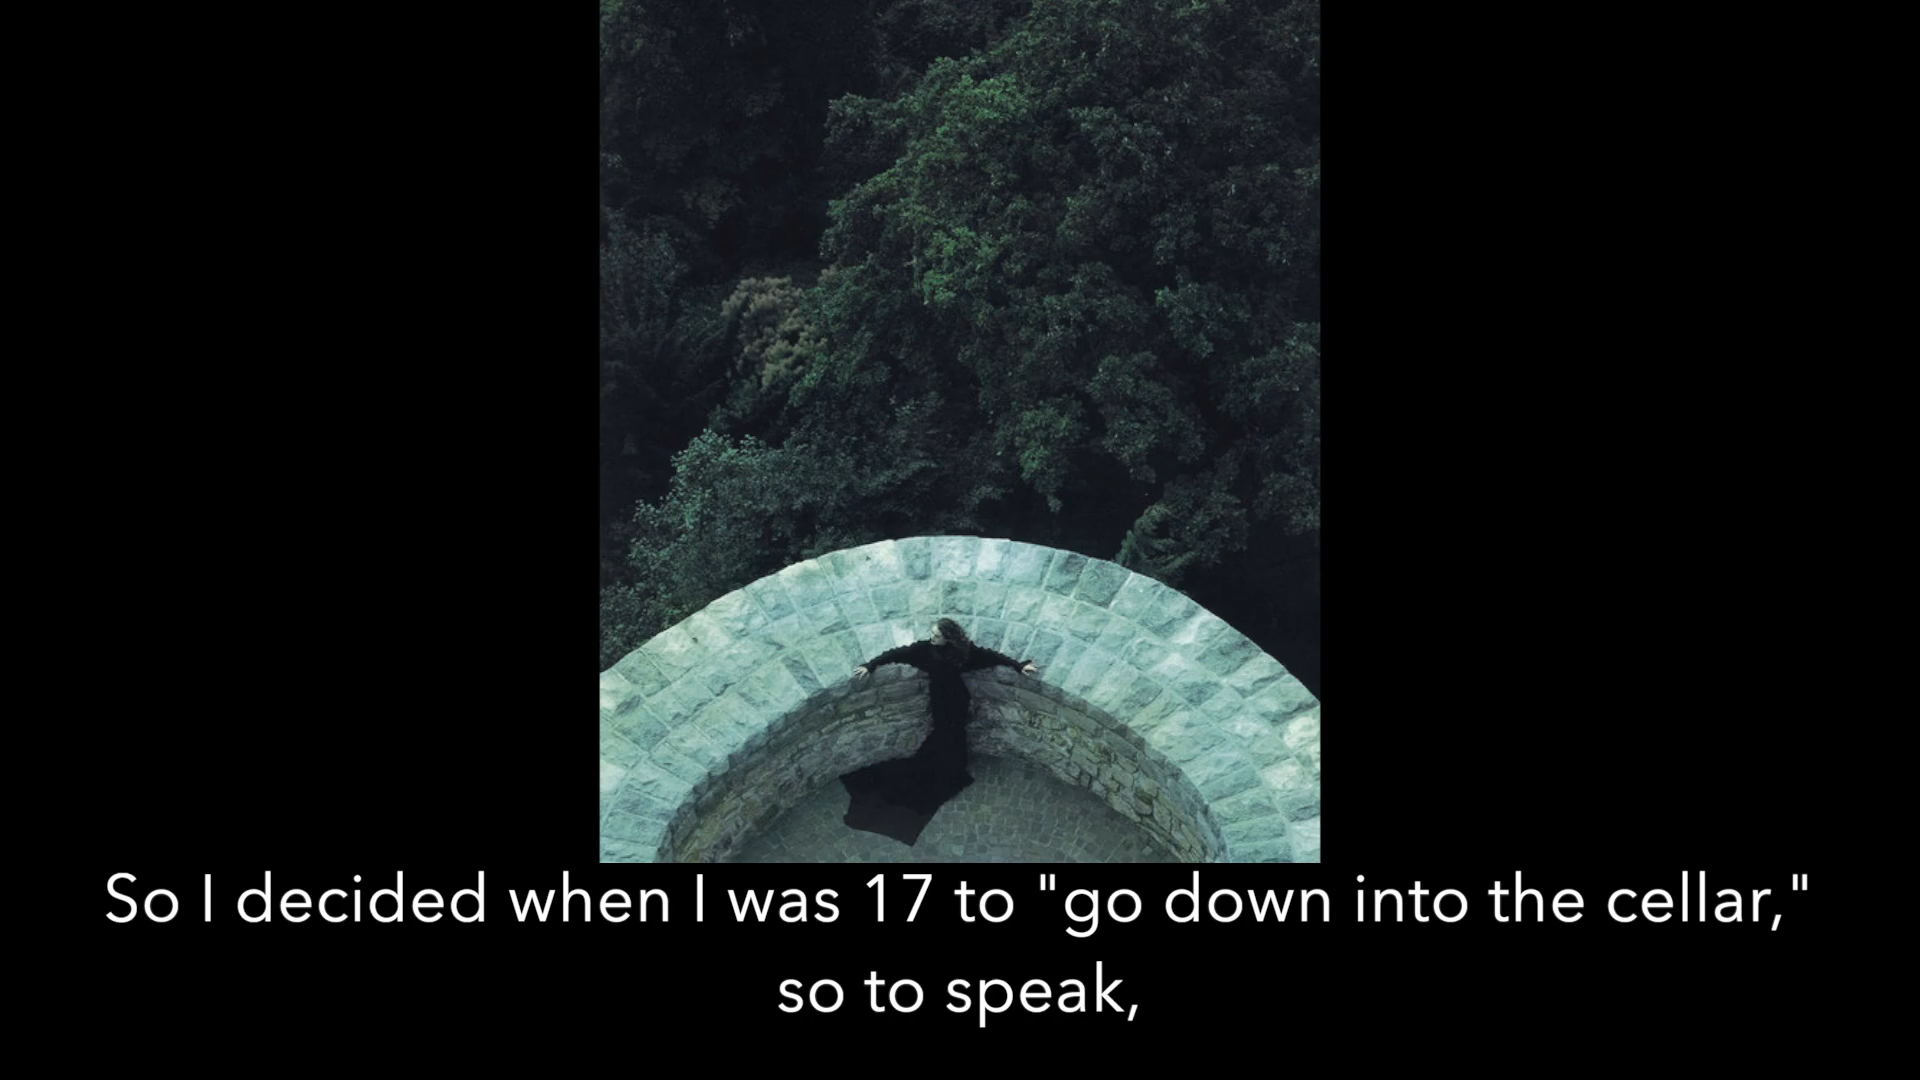 So I decided when I was 17 to "go down into the cellar,"
so to speak,